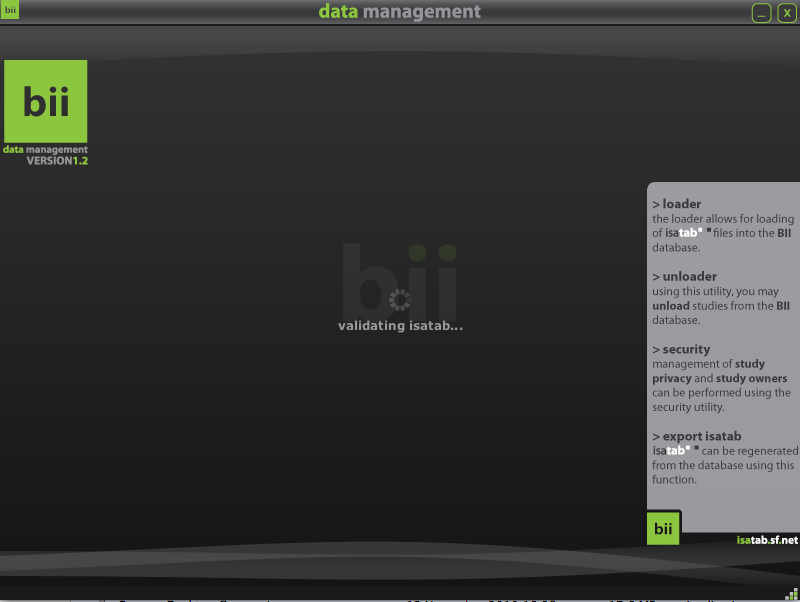 bii
data management
_ X
bii
data management
VERSION1.2
> loader
the loader allows for loading
of isatab files into the BII
database.
> unloader
using this utility, you may
unload studies from the BII
database.
> security
management of study
privacy and study owners
can be performed using the
security utility.
> export isatab
isatab can be regenerated
from the database using this
function.
bii
validating isatab...
bii
isatab.sf.net